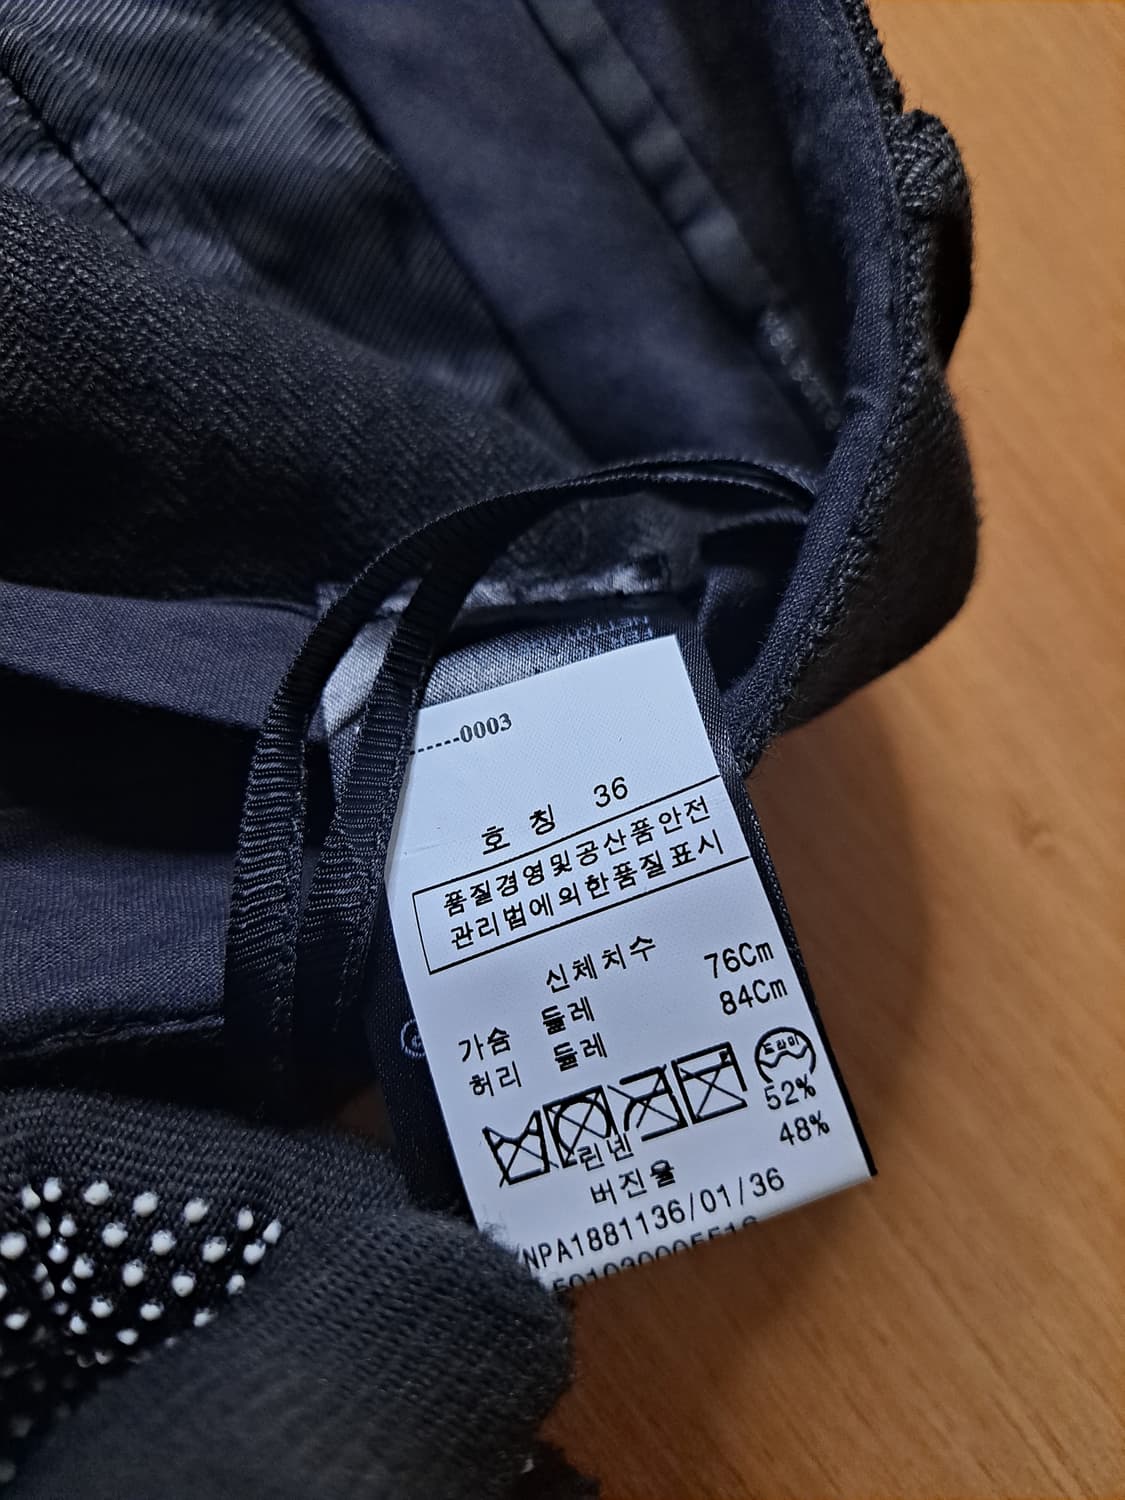 ------0003
호 칭 36
품질경영및공산품안전
관리법에의한품질표시
신체치수
가슴 둘레 76Cm
허리 둘레 84Cm
드라이
린넨 52%
버진울 48%
NPA1881136/01/36